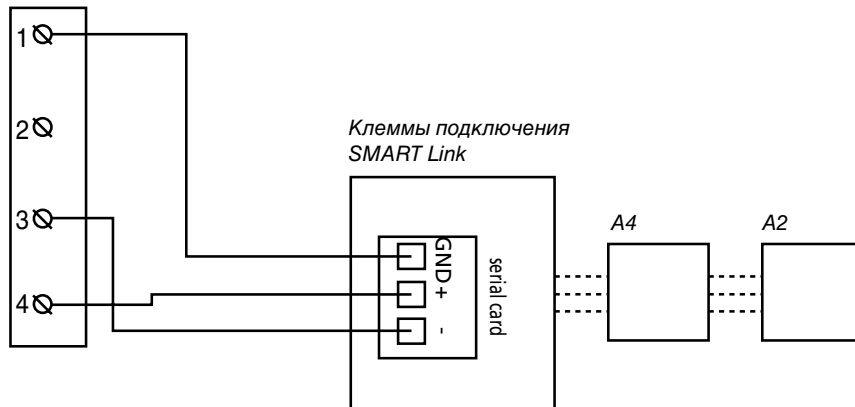 1
2
3
4
Клеммы подключения
SMART Link
GND
+
-
serial card
A4
A2